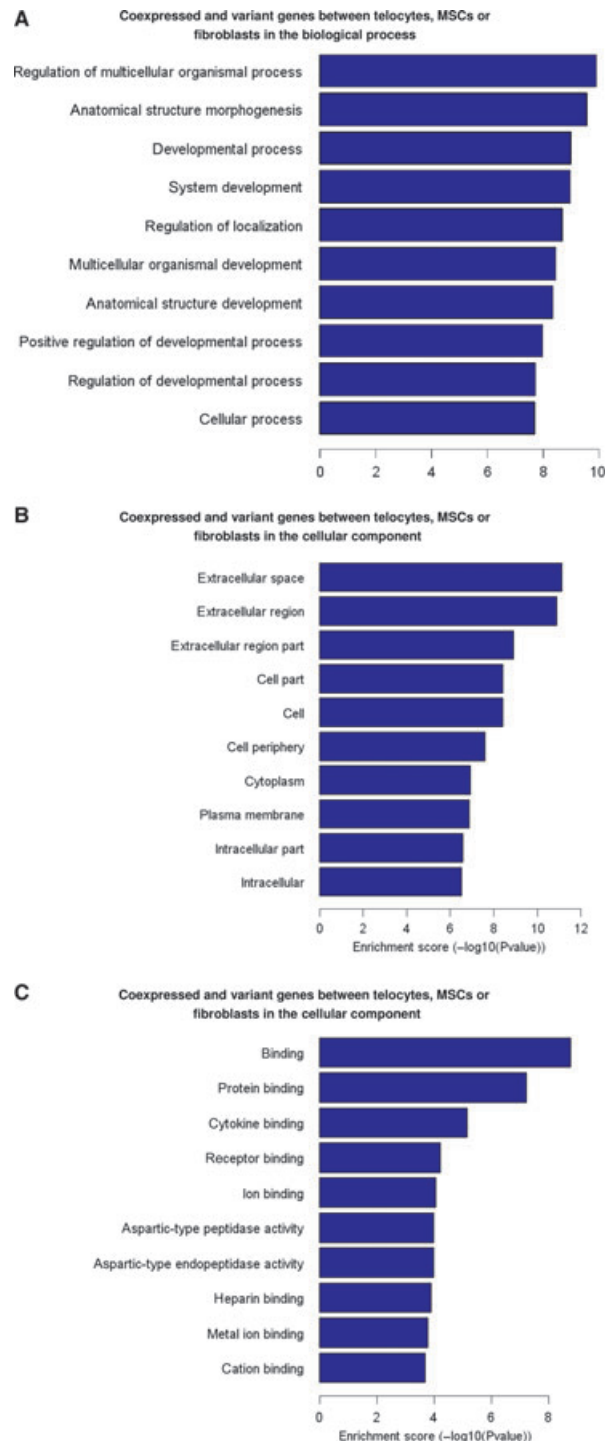 A
Coexpressed and variant genes between telocytes, MSCs or
fibroblasts in the biological process
Regulation of multicellular organismal process
Anatomical structure morphogenesis
Developmental process
System development
Regulation of localization
Multicellular organismal development
Anatomical structure development
Positive regulation of developmental process
Regulation of developmental process
Cellular process
0 2 4 6 8 10
B
Coexpressed and variant genes between telocytes, MSCs or
fibroblasts in the cellular component
Extracellular space
Extracellular region
Extracellular region part
Cell part
Cell
Cell periphery
Cytoplasm
Plasma membrane
Intracellular part
Intracellular
0 2 4 6 8 10 12
Enrichment score (−log10(Pvalue))
C
Coexpressed and variant genes between telocytes, MSCs or
fibroblasts in the cellular component
Binding
Protein binding
Cytokine binding
Receptor binding
Ion binding
Aspartic-type peptidase activity
Aspartic-type endopeptidase activity
Heparin binding
Metal ion binding
Cation binding
0 2 4 6 8
Enrichment score (−log10(Pvalue))